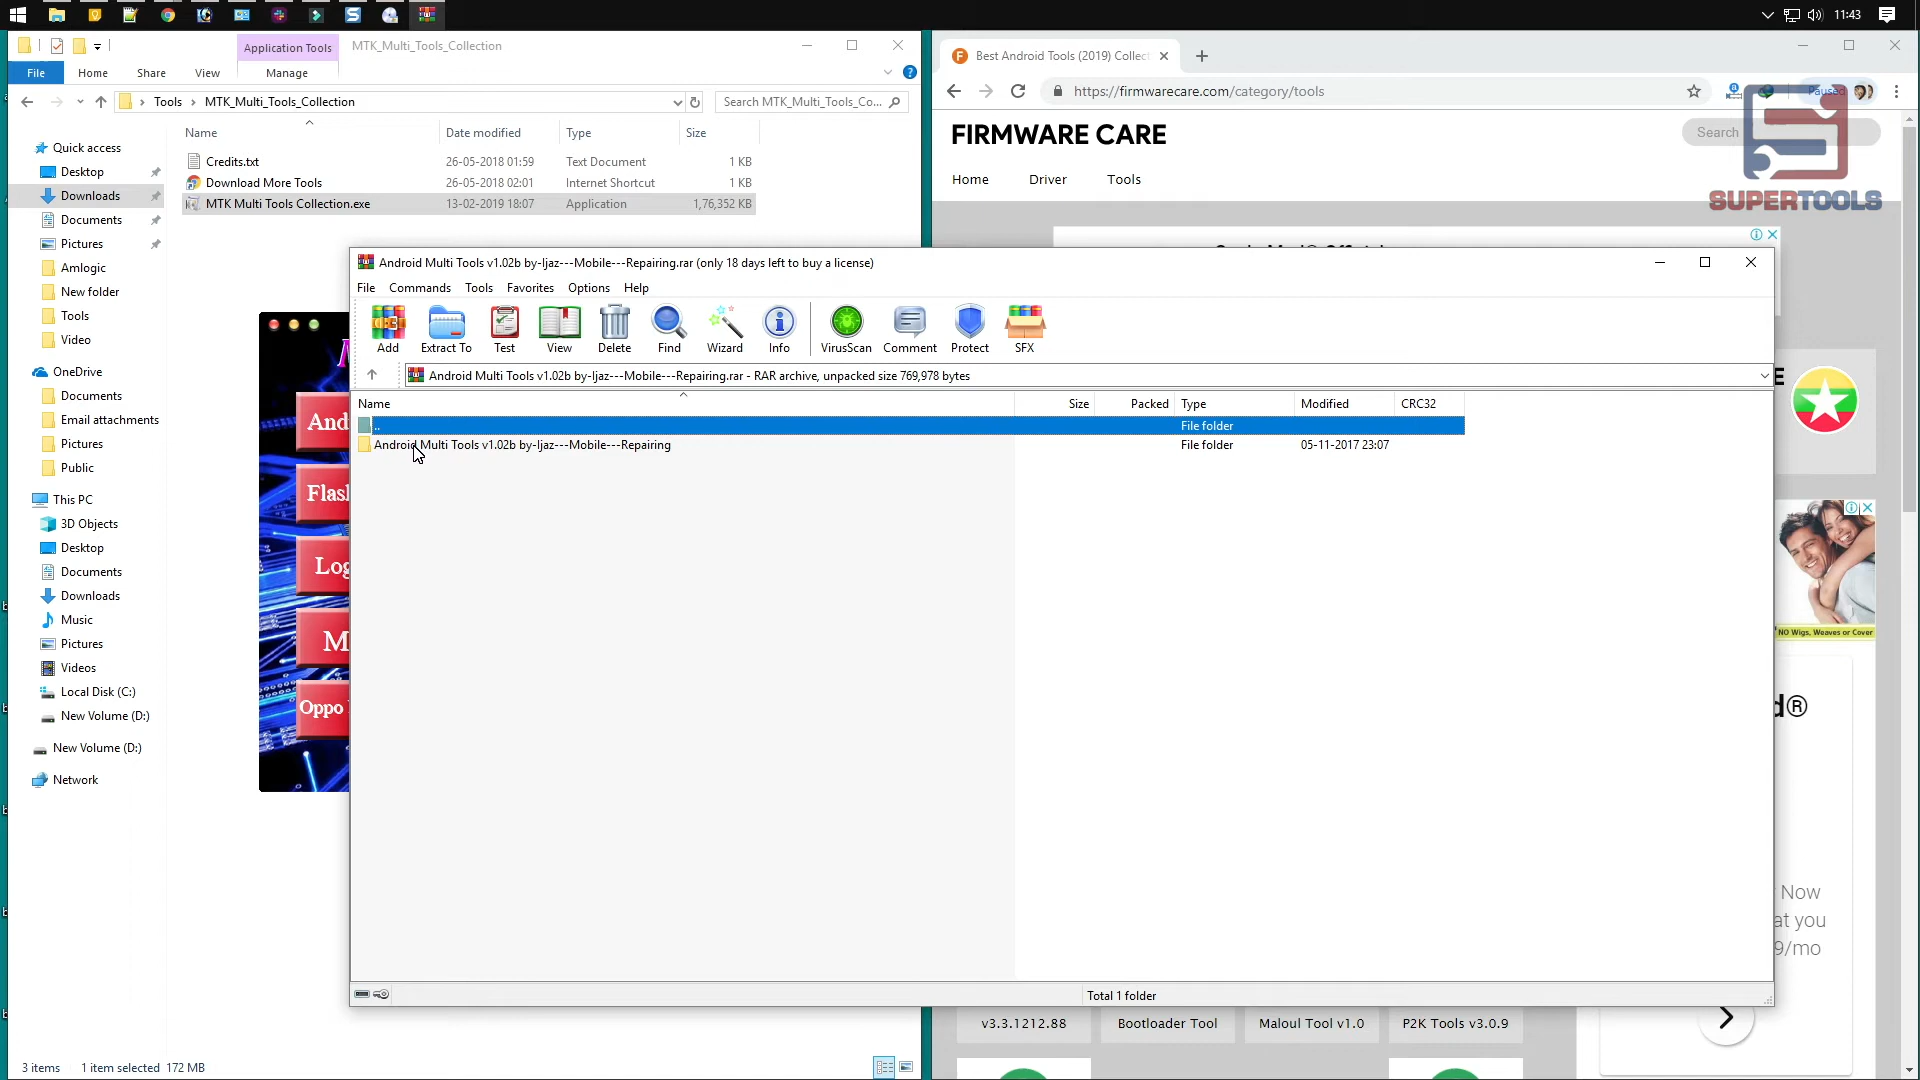 11:43
Application Tools
MTK_Multi_Tools_Collection
File
Home
Share
View
Manage
Tools
MTK_Multi_Tools_Collection
Search MTK_Multi_Tools_Co...
Name
Date modified
Type
Size
Credits.txt
26-05-2018 01:59
Text Document
1 KB
Download More Tools
26-05-2018 02:01
Internet Shortcut
1 KB
MTK Multi Tools Collection.exe
13-02-2019 18:07
Application
1,76,352 KB
Quick access
Desktop
Downloads
Documents
Pictures
Amlogic
New folder
Tools
Video
OneDrive
Documents
Email attachments
Pictures
Public
This PC
3D Objects
Desktop
Documents
Downloads
Music
Pictures
Videos
Local Disk (C:)
New Volume (D:)
New Volume (D:)
Network
3 items
1 item selected 172 MB
And
Flas
Log
M
Oppo
Best Android Tools (2019) Collec
https://firmwarecare.com/category/tools
Paused
FIRMWARE CARE
Search
Home
Driver
Tools
SUPERTOOLS
Android Multi Tools v1.02b by-Ijaz---Mobile---Repairing.rar (only 18 days left to buy a license)
File
Commands
Tools
Favorites
Options
Help
Add
Extract To
Test
View
Delete
Find
Wizard
Info
VirusScan
Comment
Protect
SFX
Android Multi Tools v1.02b by-Ijaz---Mobile---Repairing.rar - RAR archive, unpacked size 769,978 bytes
Name
Size
Packed
Type
Modified
CRC32
..
File folder
Android Multi Tools v1.02b by-Ijaz---Mobile---Repairing
File folder
05-11-2017 23:07
Total 1 folder
E
NO Wigs, Weaves or Cover
d®
Now
at you
9/mo
v3.3.1212.88
Bootloader Tool
Maloul Tool v1.0
P2K Tools v3.0.9